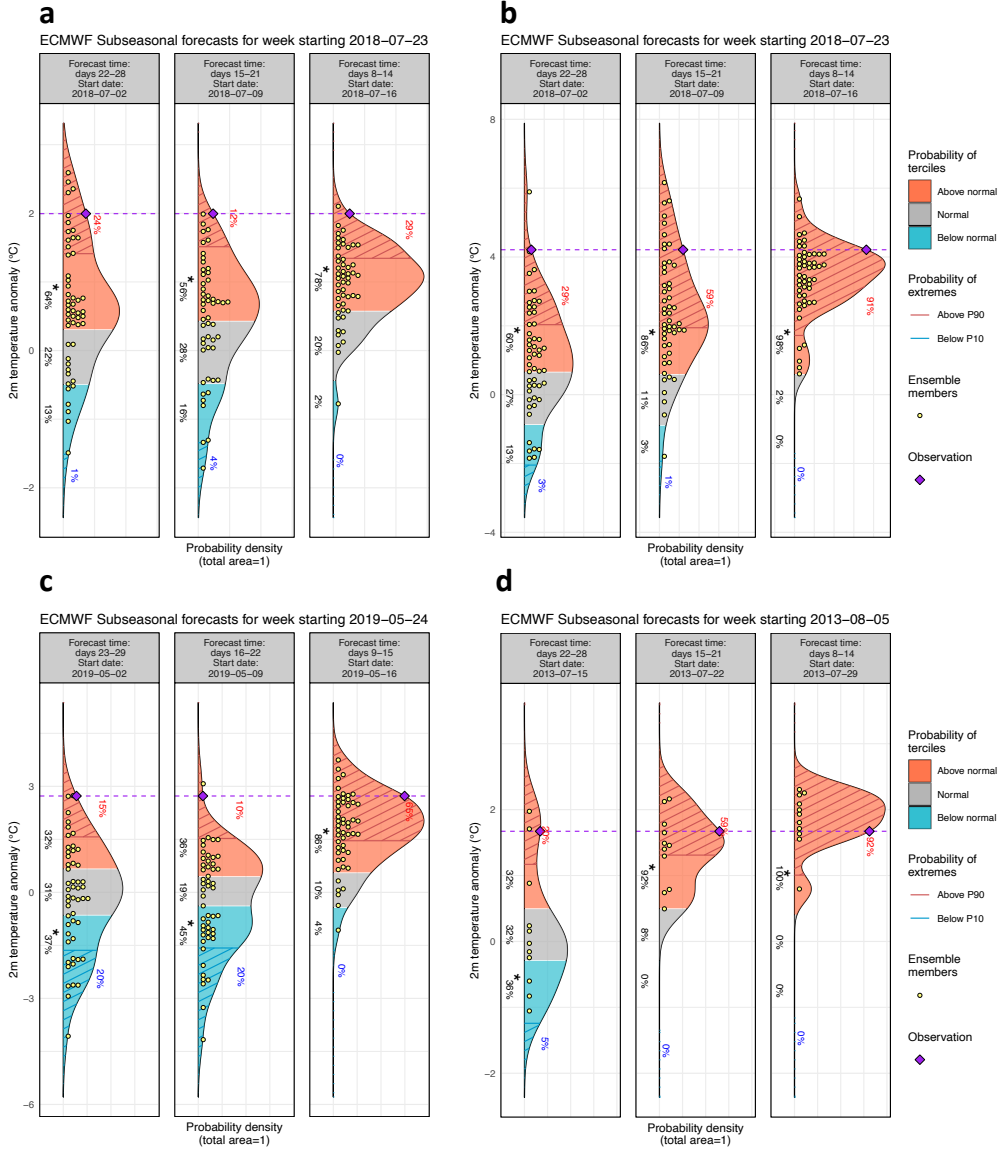 a
ECMWF Subseasonal forecasts for week starting 2018–07–23
Forecast time:
days 22–28
Start date:
2018–07–02
Forecast time:
days 15–21
Start date:
2018–07–09
Forecast time:
days 8–14
Start date:
2018–07–16
2m temperature anomaly (°C)
2
0
−2
24%
*
64%
22%
13%
1%
12%
*
56%
28%
16%
4%
29%
*
78%
20%
2%
0%
Probability density
(total area=1)
b
ECMWF Subseasonal forecasts for week starting 2018–07–23
Forecast time:
days 22–28
Start date:
2018–07–02
Forecast time:
days 15–21
Start date:
2018–07–09
Forecast time:
days 8–14
Start date:
2018–07–16
2m temperature anomaly (°C)
8
4
0
−4
29%
*
60%
27%
13%
3%
59%
*
86%
11%
3%
1%
91%
*
98%
2%
0%
0%
Probability density
(total area=1)
Probability of
terciles
Above normal
Normal
Below normal
Probability of
extremes
Above P90
Below P10
Ensemble
members
Observation
c
ECMWF Subseasonal forecasts for week starting 2019–05–24
Forecast time:
days 23–29
Start date:
2019–05–02
Forecast time:
days 16–22
Start date:
2019–05–09
Forecast time:
days 9–15
Start date:
2019–05–16
2m temperature anomaly (°C)
3
0
−3
−6
15%
32%
31%
*
37%
20%
10%
36%
19%
*
45%
20%
66%
*
86%
10%
4%
0%
Probability density
(total area=1)
d
ECMWF Subseasonal forecasts for week starting 2013–08–05
Forecast time:
days 22–28
Start date:
2013–07–15
Forecast time:
days 15–21
Start date:
2013–07–22
Forecast time:
days 8–14
Start date:
2013–07–29
2m temperature anomaly (°C)
2
0
−2
32%
32%
*
36%
5%
59%
*
92%
8%
0%
0%
92%
*
100%
0%
0%
0%
Probability density
(total area=1)
Probability of
terciles
Above normal
Normal
Below normal
Probability of
extremes
Above P90
Below P10
Ensemble
members
Observation